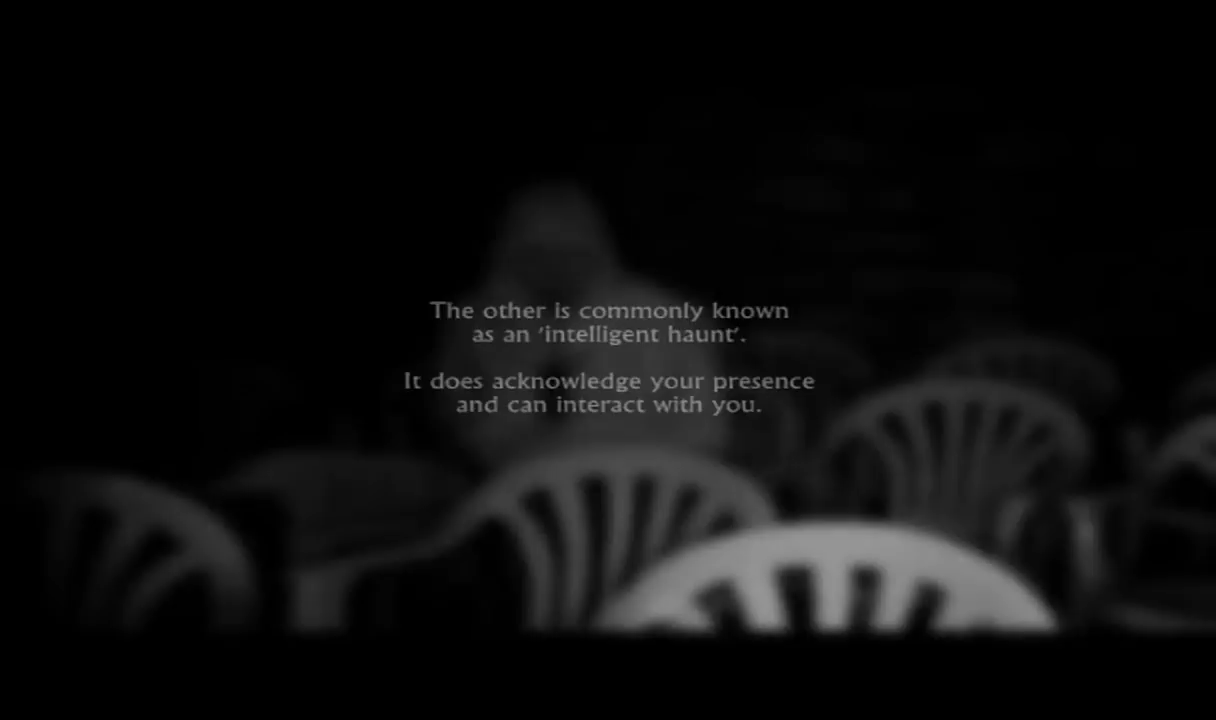 The other is commonly known
as an 'intelligent haunt'.
It does acknowledge your presence
and can interact with you.